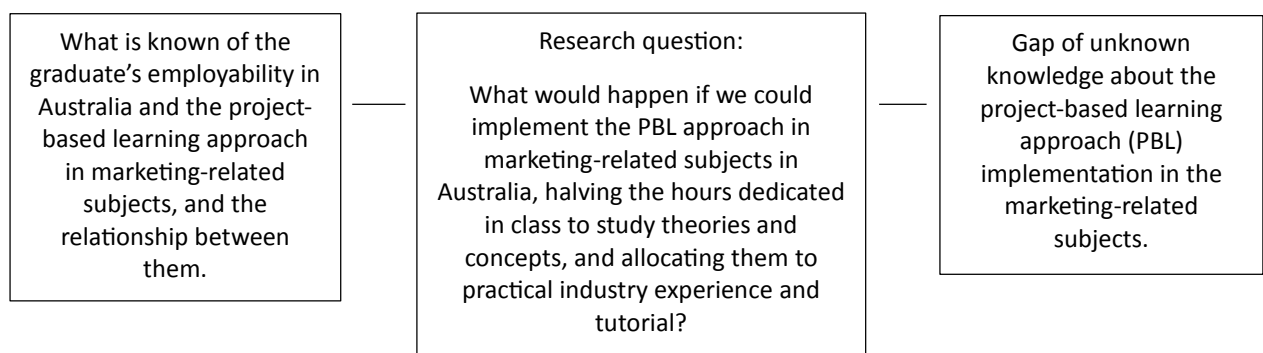 What is known of the
graduate’s employability in
Australia and the project-
based learning approach
in marketing-related
subjects, and the
relationship between
them.
Research question:
What would happen if we could
implement the PBL approach in
marketing-related subjects in
Australia, halving the hours dedicated
in class to study theories and
concepts, and allocating them to
practical industry experience and
tutorial?
Gap of unknown
knowledge about the
project-based learning
approach (PBL)
implementation in the
marketing-related
subjects.